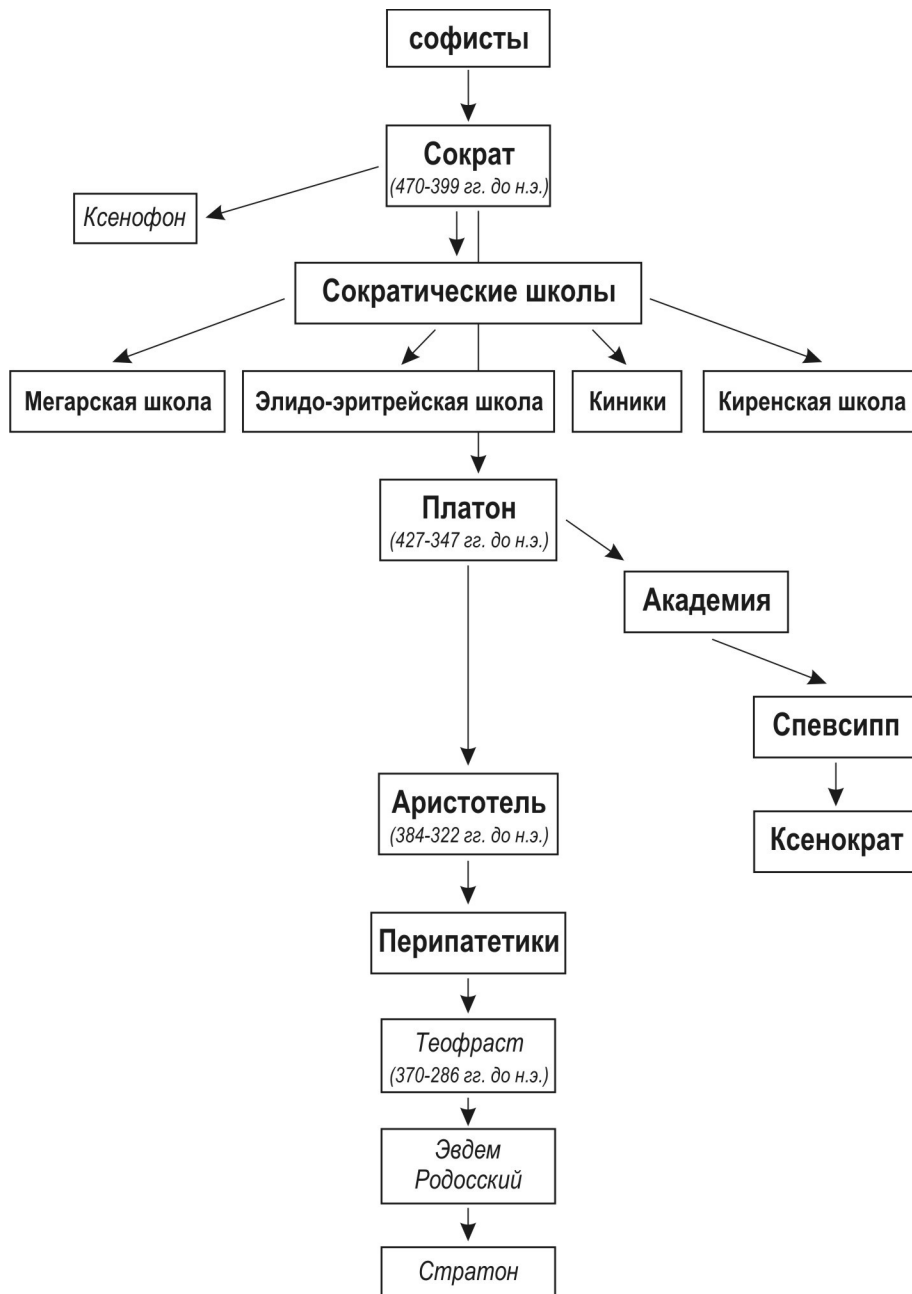 софисты
Сократ
(470-399 гг. до н.э.)
Ксенофон
Сократические школы
Мегарская школа
Элидо-эритрейская школа
Киники
Киренская школа
Платон
(427-347 гг. до н.э.)
Академия
Спевсипп
Аристотель
(384-322 гг. до н.э.)
Ксенократ
Перипатетики
Теофраст
(370-286 гг. до н.э.)
Эвдем
Родосский
Стратон